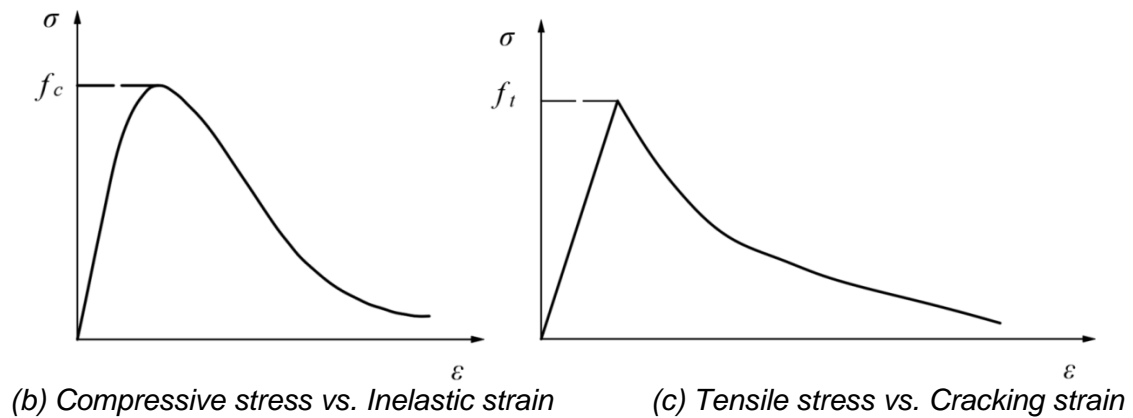 σ
f_c
ε
(b) Compressive stress vs. Inelastic strain
σ
f_t
ε
(c) Tensile stress vs. Cracking strain